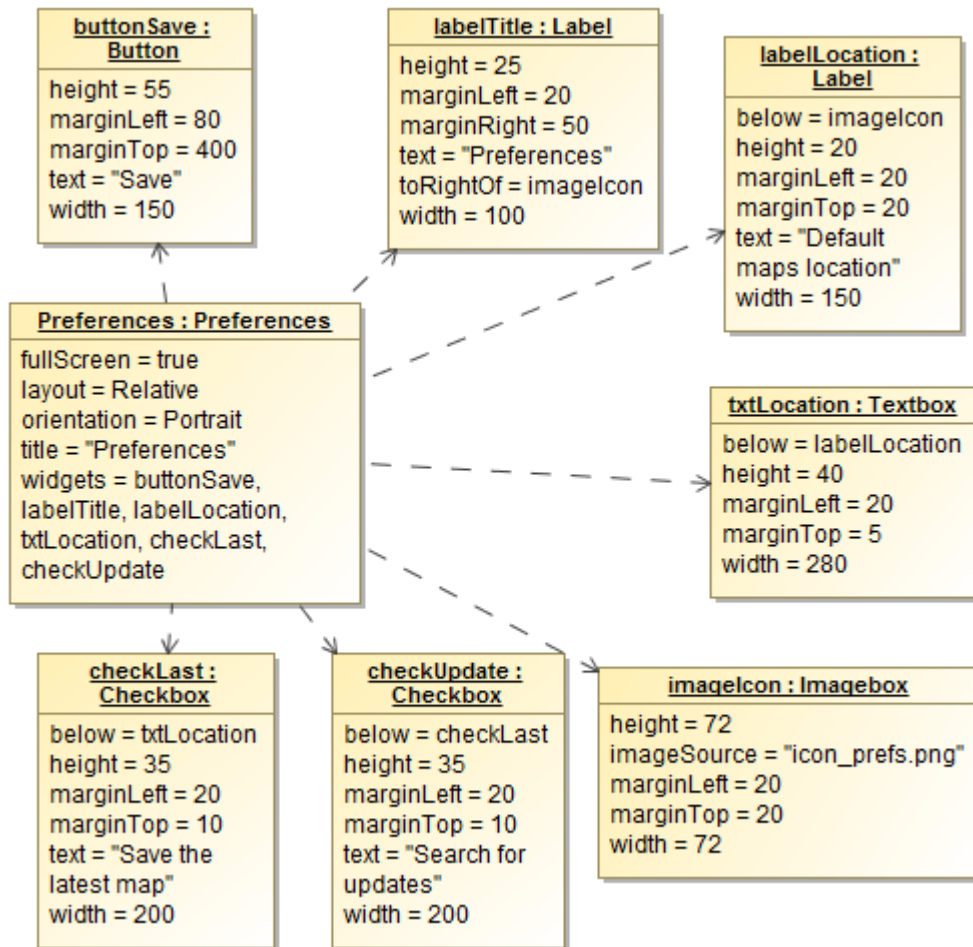 buttonSave :
Button
height = 55
marginLeft = 80
marginTop = 400
text = "Save"
width = 150
labelTitle : Label
height = 25
marginLeft = 20
marginRight = 50
text = "Preferences"
toRightOf = imageIcon
width = 100
labelLocation :
Label
below = imageIcon
height = 20
marginLeft = 20
marginTop = 20
text = "Default
maps location"
width = 150
Preferences : Preferences
fullScreen = true
layout = Relative
orientation = Portrait
title = "Preferences"
widgets = buttonSave,
labelTitle, labelLocation,
txtLocation, checkLast,
checkUpdate
txtLocation : Textbox
below = labelLocation
height = 40
marginLeft = 20
marginTop = 5
width = 280
checkLast :
Checkbox
below = txtLocation
height = 35
marginLeft = 20
marginTop = 10
text = "Save the
latest map"
width = 200
checkUpdate :
Checkbox
below = checkLast
height = 35
marginLeft = 20
marginTop = 10
text = "Search for
updates"
width = 200
imageIcon : Imagebox
height = 72
imageSource = "icon_prefs.png"
marginLeft = 20
marginTop = 20
width = 72